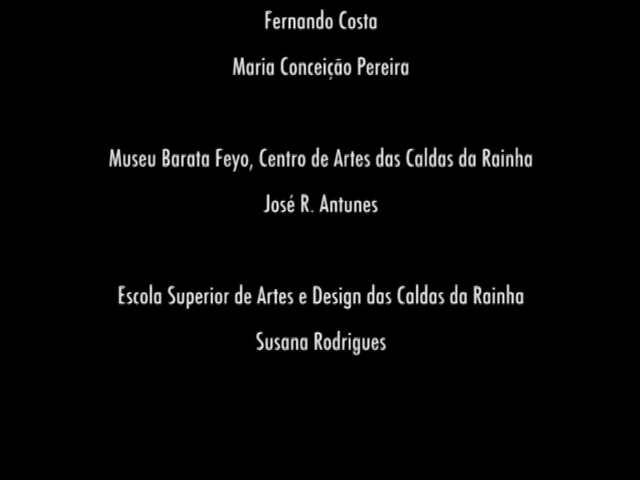 Fernando Costa
Maria Conceição Pereira
Museu Barata Feyo, Centro de Artes das Caldas da Rainha
José R. Antunes
Escola Superior de Artes e Design das Caldas da Rainha
Susana Rodrigues